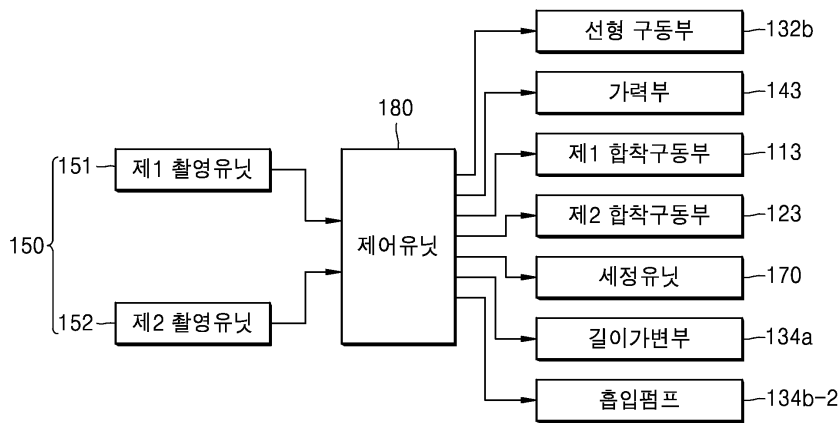 선형 구동부
132b
180
가력부
143
151
제1 촬영유닛
제1 합착구동부
113
150
제어유닛
제2 합착구동부
123
세정유닛
170
152
제2 촬영유닛
길이가변부
134a
흡입펌프
134b-2